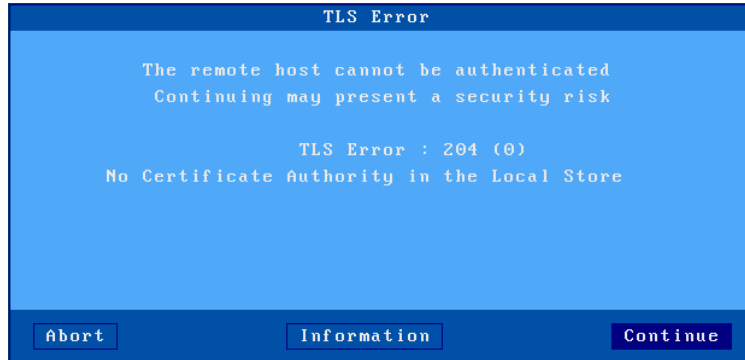 TLS Error
The remote host cannot be authenticated
Continuing may present a security risk
TLS Error : 204 (0)
No Certificate Authority in the Local Store
Abort Information Continue